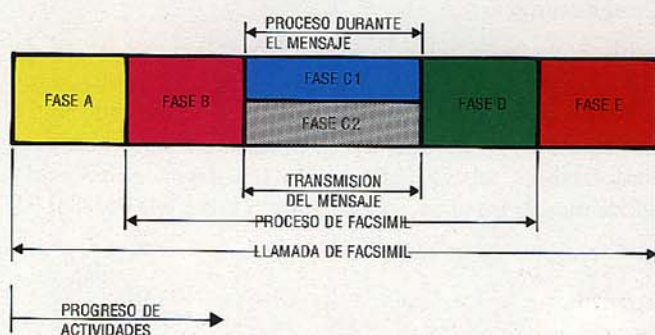 PROCESO DURANTE
EL MENSAJE
FASE A
FASE B
FASE C1
FASE C2
FASE D
FASE E
TRANSMISION
DEL MENSAJE
PROCESO DE FACSIMIL
LLAMADA DE FACSIMIL
PROGRESO DE
ACTIVIDADES